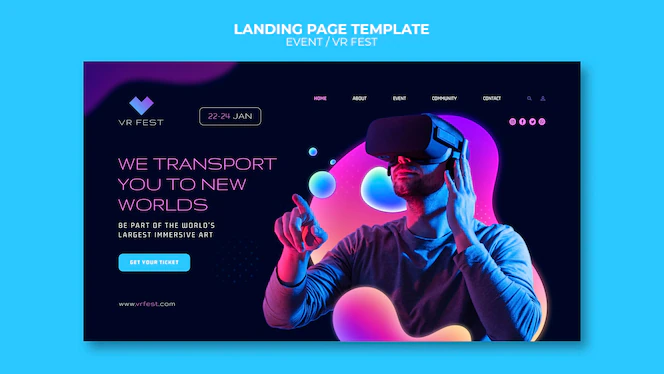 LANDING PAGE TEMPLATE
EVENT / VR FEST
VR FEST
22-24 JAN
HOME ABOUT EVENT COMMUNITY CONTACT
WE TRANSPORT
YOU TO NEW
WORLDS
BE PART OF THE WORLD'S
LARGEST IMMERSIVE ART
GET YOUR TICKET
www.vrfest.com